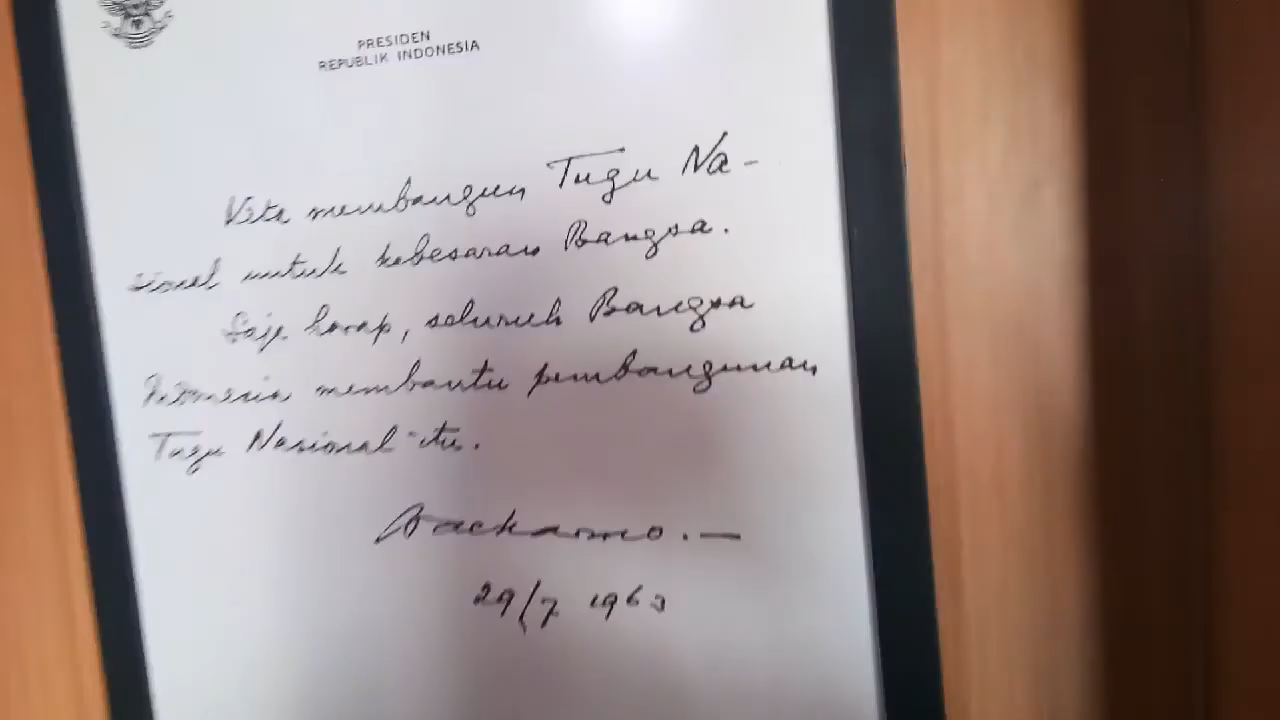 PRESIDEN
REPUBLIK INDONESIA
Kita membangun Tugu Na-
sional untuk kebesaran Bangsa.
Saja harap, seluruh Bangsa
Indonesia membantu pembangunan
Tugu Nasional itu.
Soekarno.—
29/7 1963